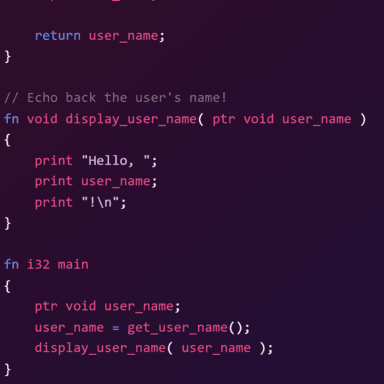 return user_name;
}
// Echo back the user's name!
fn void display_user_name( ptr void user_name )
{
print "Hello, ";
print user_name;
print "!\n";
}
fn i32 main
{
ptr void user_name;
user_name = get_user_name();
display_user_name( user_name );
}